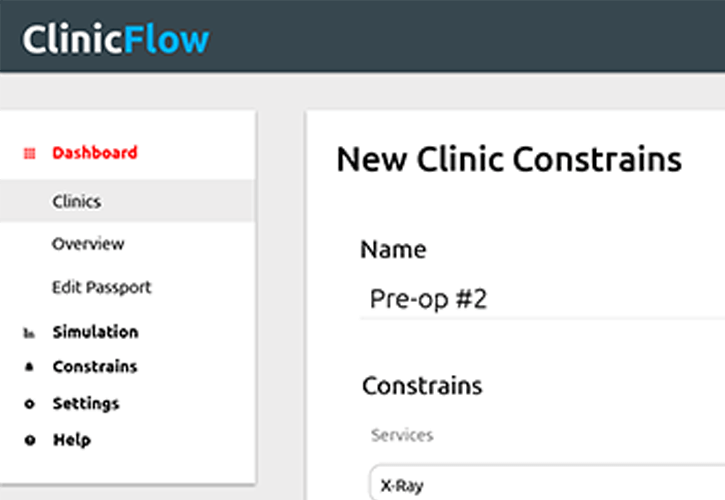 ClinicFlow
Dashboard
Clinics
Overview
Edit Passport
Simulation
Constrains
Settings
Help
New Clinic Constrains
Name
Pre-op #2
Constrains
Services
X-Ray